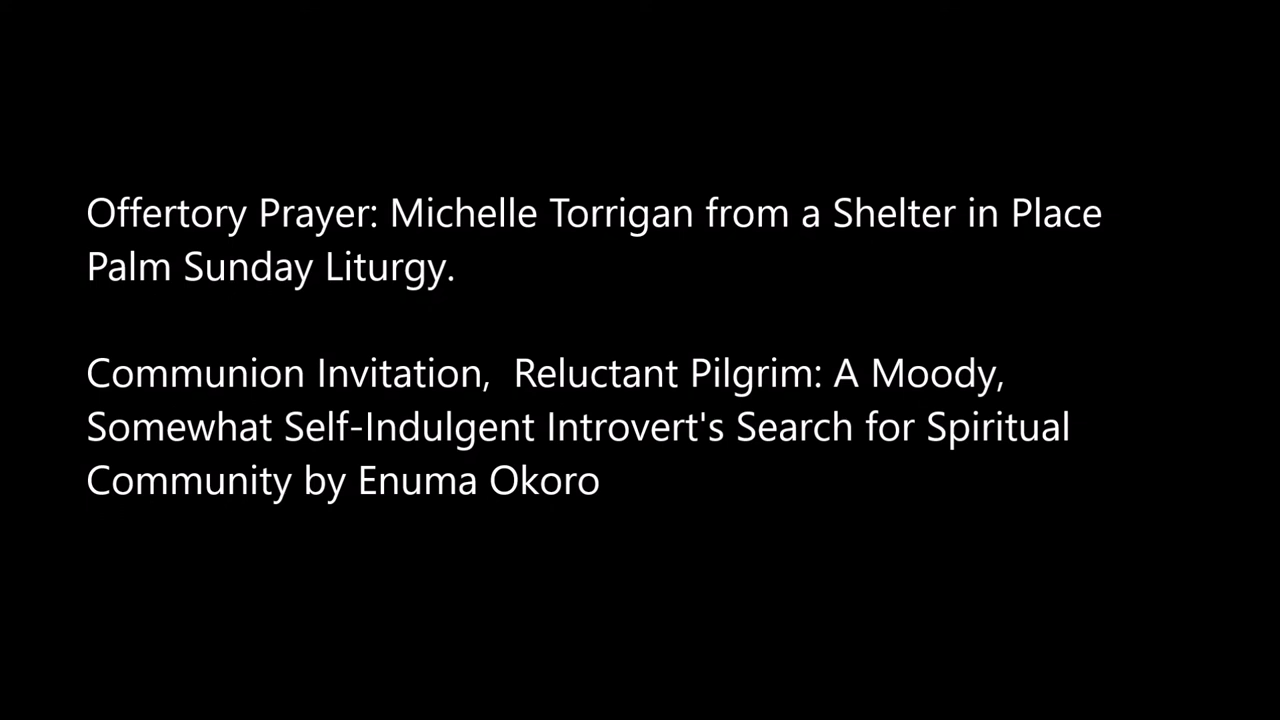 Offertory Prayer: Michelle Torrigan from a Shelter in Place
Palm Sunday Liturgy.
Communion Invitation,  Reluctant Pilgrim: A Moody,
Somewhat Self-Indulgent Introvert's Search for Spiritual
Community by Enuma Okoro